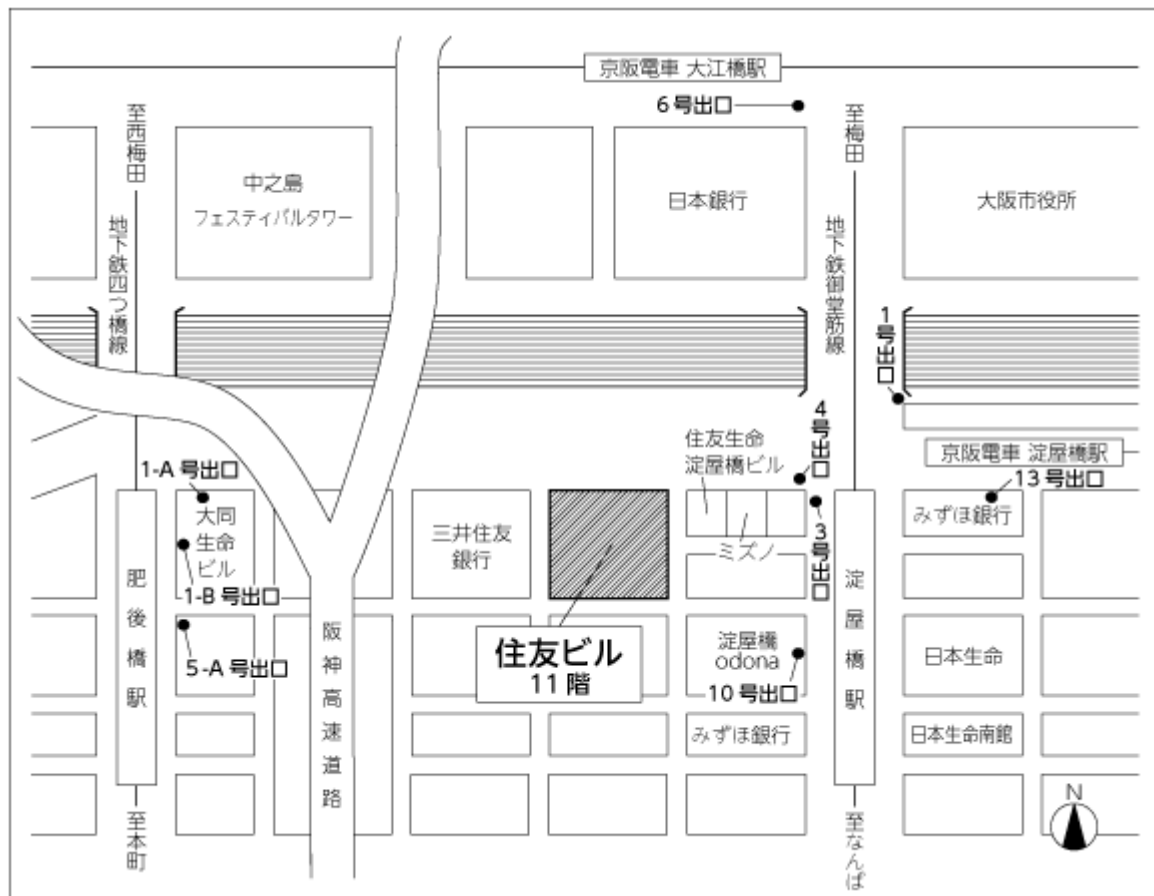 京阪電車 大江橋駅
6号出口
至西梅田
至梅田
中之島
フェスティバルタワー
日本銀行
大阪市役所
地下鉄四つ橋線
地下鉄御堂筋線
1号出口
4号出口
住友生命
淀屋橋ビル
京阪電車 淀屋橋駅
1-A 号出口
13号出口
大同
生命
ビル
三井住友
銀行
ミズノ
3号出口
みずほ銀行
1-B 号出口
肥後橋駅
淀屋橋駅
5-A 号出口
阪神高速道路
住友ビル
11階
淀屋橋
odona
10号出口
日本生命
みずほ銀行
日本生命南館
至本町
至なんば
N